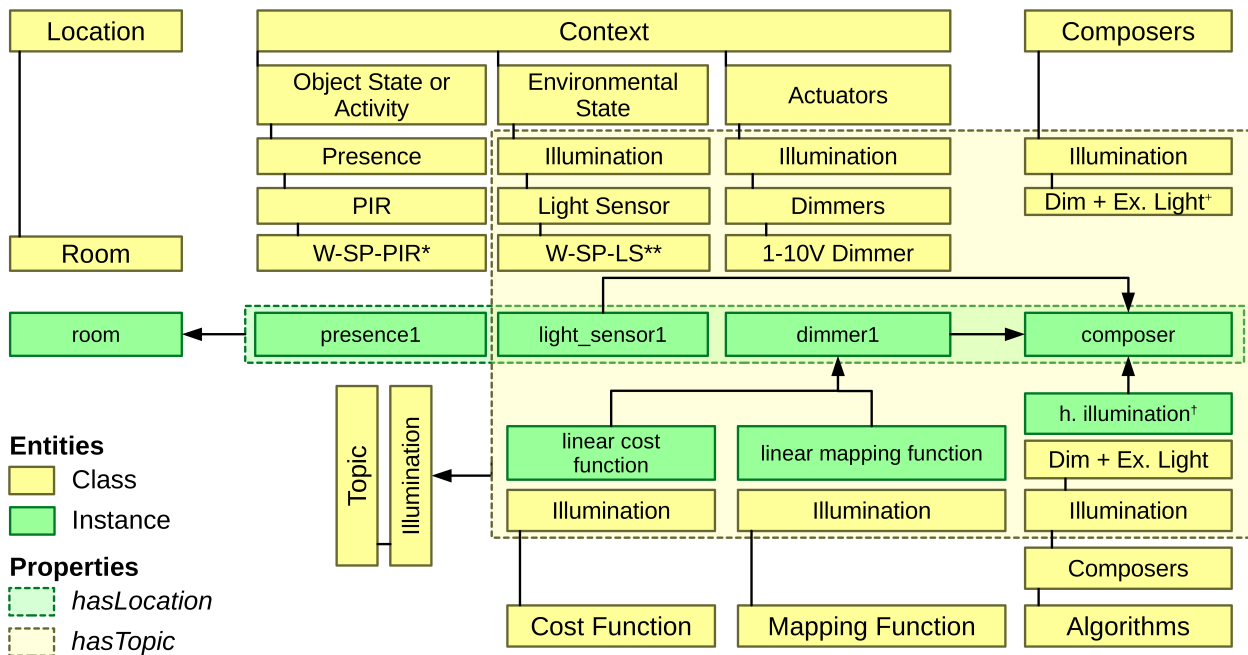 Location
Context
Composers
Object State or
Activity
Environmental
State
Actuators
Presence
Illumination
Illumination
Illumination
PIR
Light Sensor
Dimmers
Dim + Ex. Light⁺
Room
W-SP-PIR*
W-SP-LS**
1-10V Dimmer
room
presence1
light_sensor1
dimmer1
composer
Topic
Illumination
h. illumination†
linear cost
function
linear mapping function
Dim + Ex. Light
Illumination
Illumination
Illumination
Composers
Cost Function
Mapping Function
Algorithms
Entities
Class
Instance
Properties
hasLocation
hasTopic